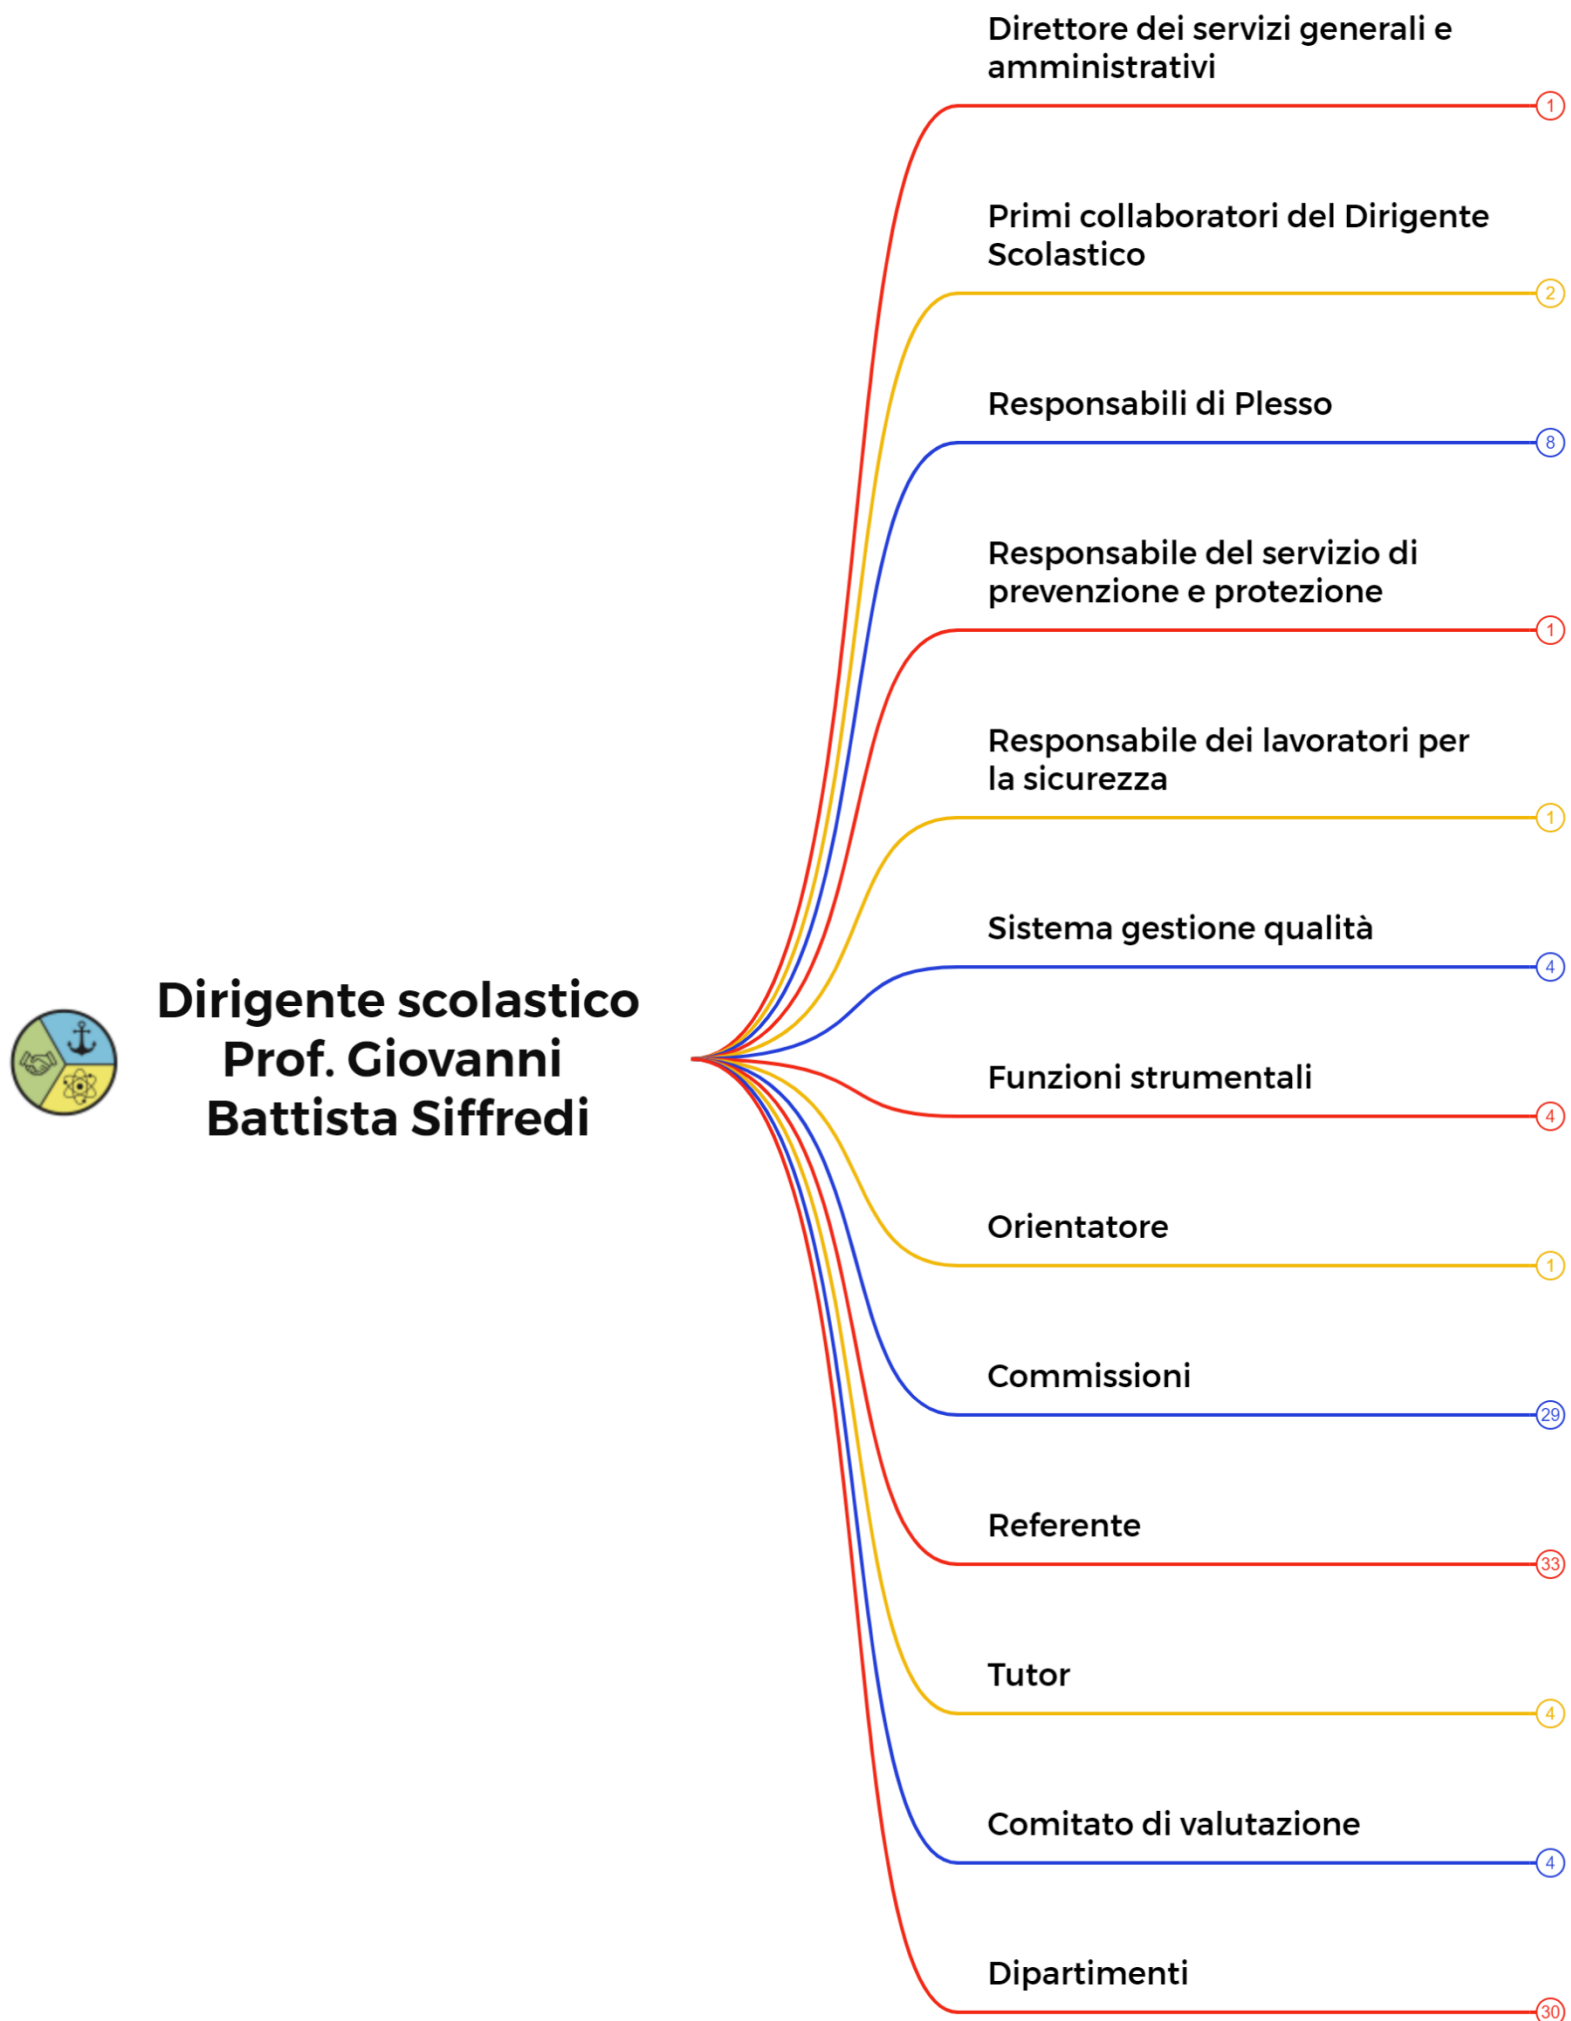 Direttore dei servizi generali e
amministrativi
1
Primi collaboratori del Dirigente
Scolastico
2
Responsabili di Plesso
8
Responsabile del servizio di
prevenzione e protezione
1
Responsabile dei lavoratori per
la sicurezza
1
Sistema gestione qualità
4
Dirigente scolastico
Prof. Giovanni
Battista Siffredi
Funzioni strumentali
4
Orientatore
1
Commissioni
29
Referente
33
Tutor
4
Comitato di valutazione
4
Dipartimenti
30